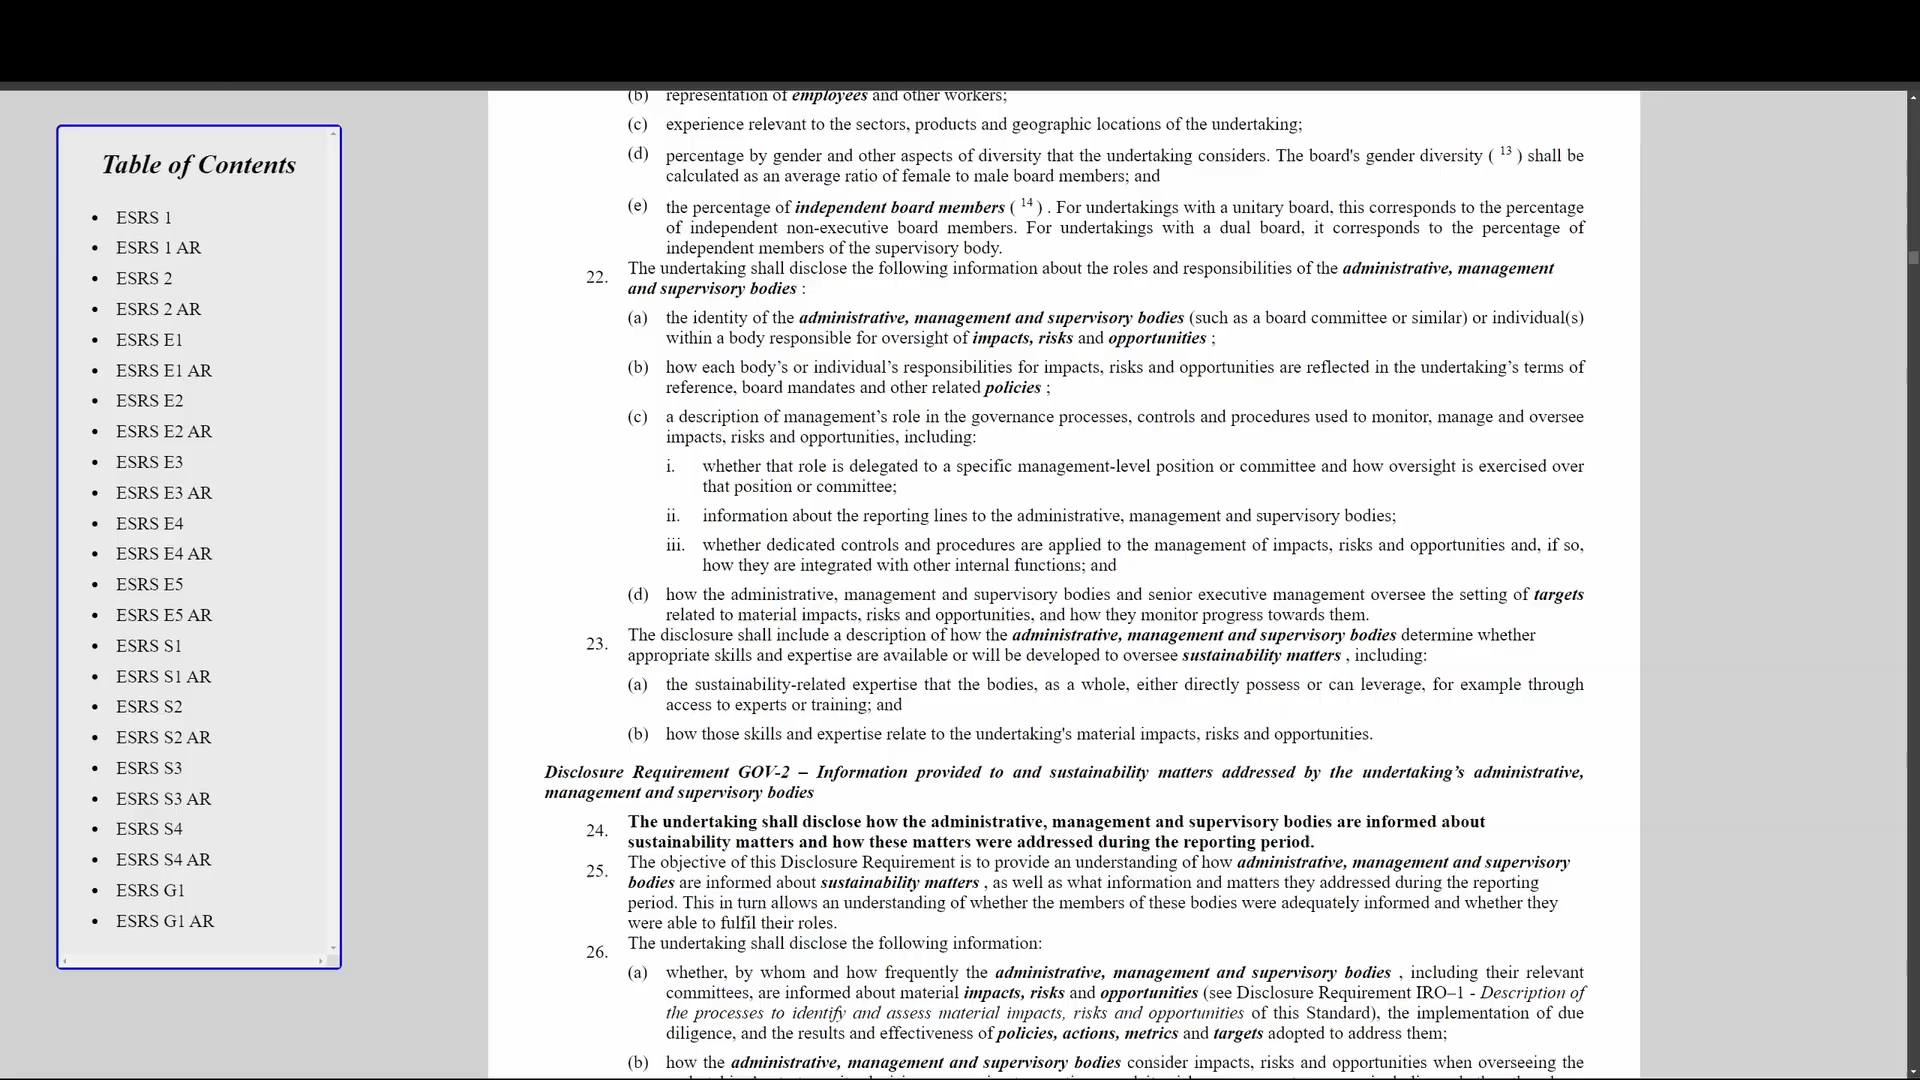 Table of Contents
ESRS 1
ESRS 1 AR
ESRS 2
ESRS 2 AR
ESRS E1
ESRS E1 AR
ESRS E2
ESRS E2 AR
ESRS E3
ESRS E3 AR
ESRS E4
ESRS E4 AR
ESRS E5
ESRS E5 AR
ESRS S1
ESRS S1 AR
ESRS S2
ESRS S2 AR
ESRS S3
ESRS S3 AR
ESRS S4
ESRS S4 AR
ESRS G1
ESRS G1 AR
(b) representation of employees and other workers;
(c) experience relevant to the sectors, products and geographic locations of the undertaking;
(d) percentage by gender and other aspects of diversity that the undertaking considers. The board's gender diversity ( 13 ) shall be
calculated as an average ratio of female to male board members; and
(e) the percentage of independent board members ( 14 ) . For undertakings with a unitary board, this corresponds to the percentage
of independent non-executive board members. For undertakings with a dual board, it corresponds to the percentage of
independent members of the supervisory body.
22. The undertaking shall disclose the following information about the roles and responsibilities of the administrative, management
and supervisory bodies :
(a) the identity of the administrative, management and supervisory bodies (such as a board committee or similar) or individual(s)
within a body responsible for oversight of impacts, risks and opportunities ;
(b) how each body’s or individual’s responsibilities for impacts, risks and opportunities are reflected in the undertaking’s terms of
reference, board mandates and other related policies ;
(c) a description of management’s role in the governance processes, controls and procedures used to monitor, manage and oversee
impacts, risks and opportunities, including:
i. whether that role is delegated to a specific management-level position or committee and how oversight is exercised over
that position or committee;
ii. information about the reporting lines to the administrative, management and supervisory bodies;
iii. whether dedicated controls and procedures are applied to the management of impacts, risks and opportunities and, if so,
how they are integrated with other internal functions; and
(d) how the administrative, management and supervisory bodies and senior executive management oversee the setting of targets
related to material impacts, risks and opportunities, and how they monitor progress towards them.
23. The disclosure shall include a description of how the administrative, management and supervisory bodies determine whether
appropriate skills and expertise are available or will be developed to oversee sustainability matters , including:
(a) the sustainability-related expertise that the bodies, as a whole, either directly possess or can leverage, for example through
access to experts or training; and
(b) how those skills and expertise relate to the undertaking's material impacts, risks and opportunities.
Disclosure Requirement GOV-2 – Information provided to and sustainability matters addressed by the undertaking’s administrative,
management and supervisory bodies
24. The undertaking shall disclose how the administrative, management and supervisory bodies are informed about
sustainability matters and how these matters were addressed during the reporting period.
25. The objective of this Disclosure Requirement is to provide an understanding of how administrative, management and supervisory
bodies are informed about sustainability matters , as well as what information and matters they addressed during the reporting
period. This in turn allows an understanding of whether the members of these bodies were adequately informed and whether they
were able to fulfil their roles.
26. The undertaking shall disclose the following information:
(a) whether, by whom and how frequently the administrative, management and supervisory bodies , including their relevant
committees, are informed about material impacts, risks and opportunities (see Disclosure Requirement IRO–1 - Description of
the processes to identify and assess material impacts, risks and opportunities of this Standard), the implementation of due
diligence, and the results and effectiveness of policies, actions, metrics and targets adopted to address them;
(b) how the administrative, management and supervisory bodies consider impacts, risks and opportunities when overseeing the